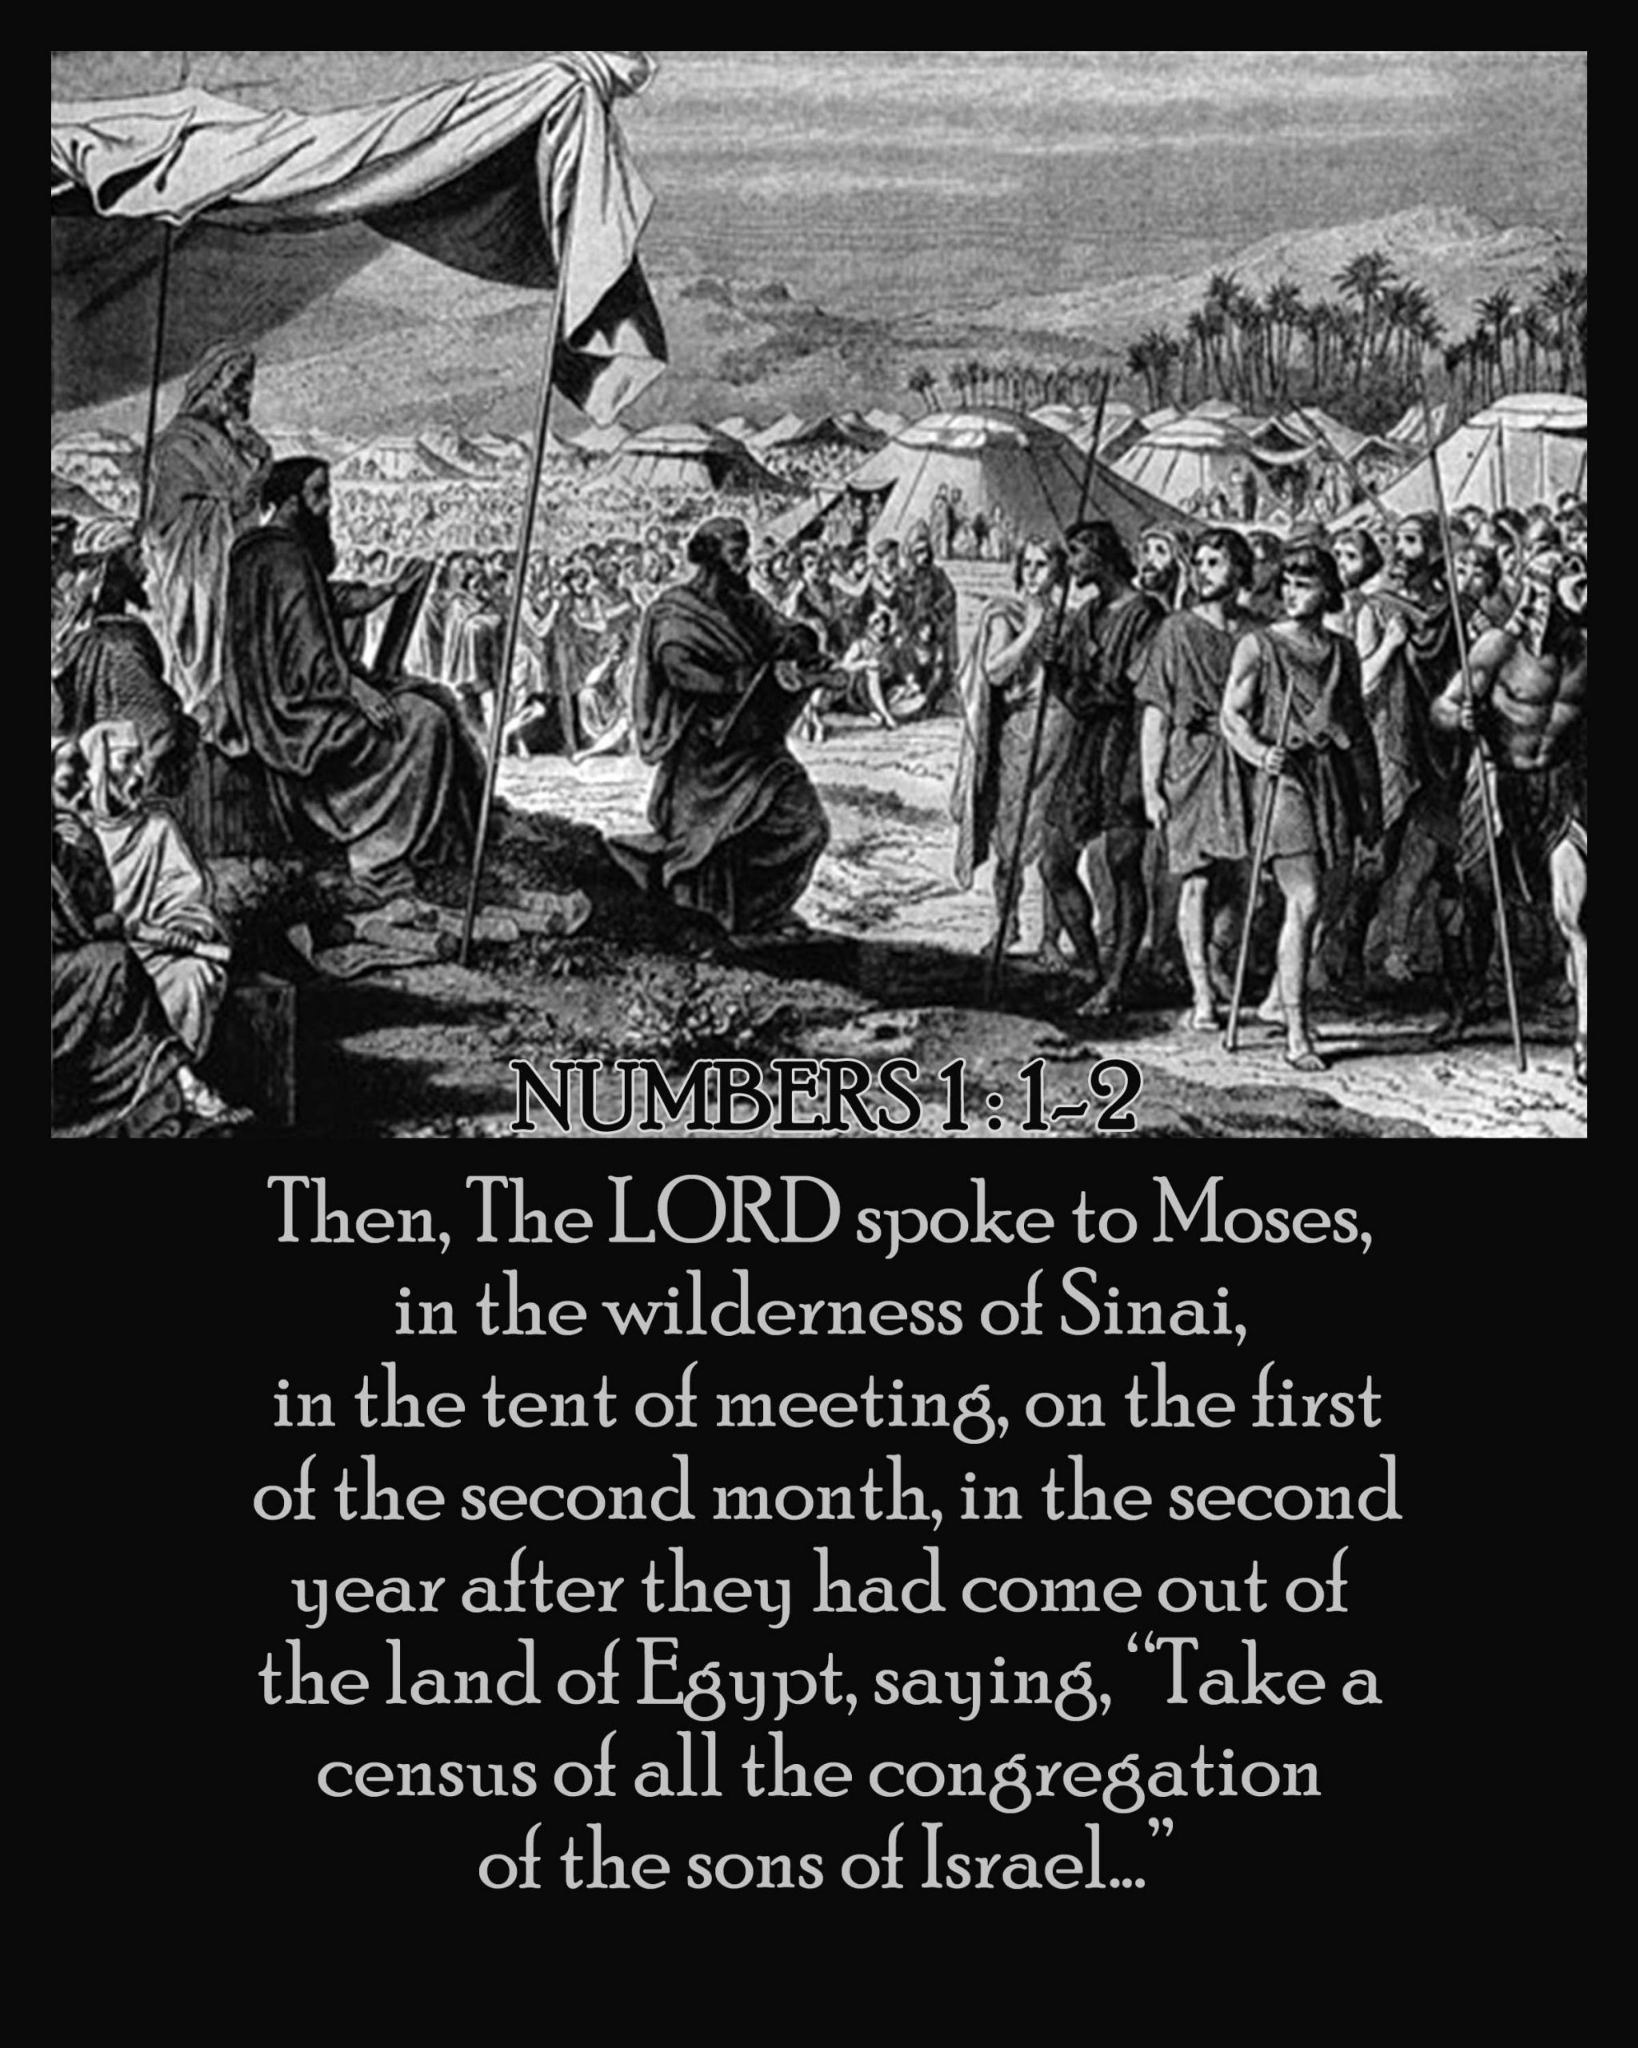 NUMBERS 1:1-2
Then, The LORD spoke to Moses,
in the wilderness of Sinai,
in the tent of meeting, on the first
of the second month, in the second
year after they had come out of
the land of Egypt, saying, “Take a
census of all the congregation
of the sons of Israel...”